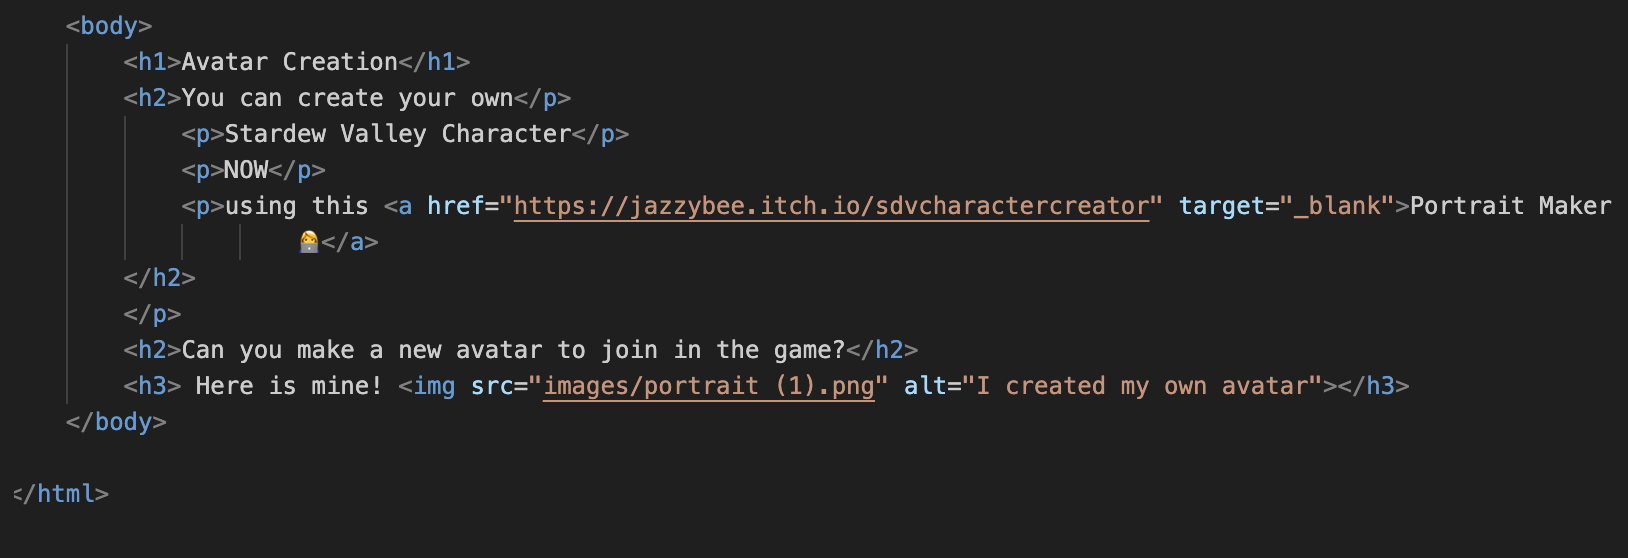 <body>
<h1>Avatar Creation</h1>
<h2>You can create your own</p>
<p>Stardew Valley Character</p>
<p>NOW</p>
<p>using this <a href="https://jazzybee.itch.io/sdvcharactercreator" target="_blank">Portrait Maker
👩‍💻</a>
</h2>
</p>
<h2>Can you make a new avatar to join in the game?</h2>
<h3> Here is mine! <img src="images/portrait (1).png" alt="I created my own avatar"></h3>
</body>
</html>